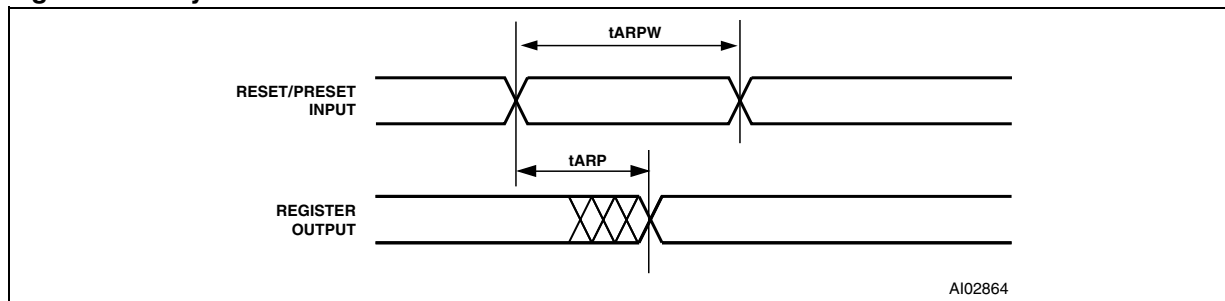 tARPW
RESET/PRESET
INPUT
tARP
REGISTER
OUTPUT
AI02864